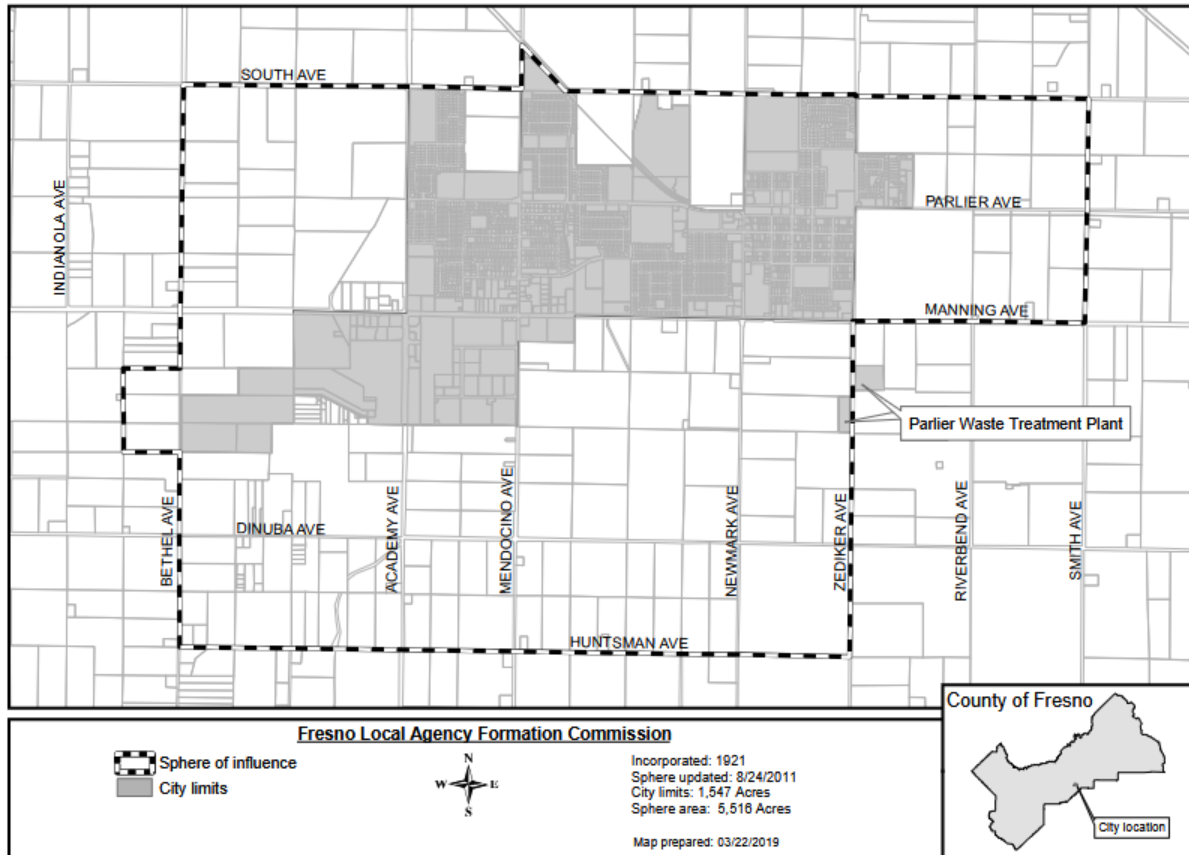 SOUTH AVE
INDIANOLA AVE
PARLIER AVE
MANNING AVE
Parlier Waste Treatment Plant
BETHEL AVE
DINUBA AVE
ACADEMY AVE
MENDOCINO AVE
NEWMARK AVE
ZEDIKER AVE
RIVERBEND AVE
SMITH AVE
HUNTSMAN AVE
Fresno Local Agency Formation Commission
Sphere of influence
City limits
N
W E
S
Incorporated: 1921
Sphere updated: 8/24/2011
City limits: 1,547 Acres
Sphere area: 5,516 Acres
Map prepared: 03/22/2019
County of Fresno
City location